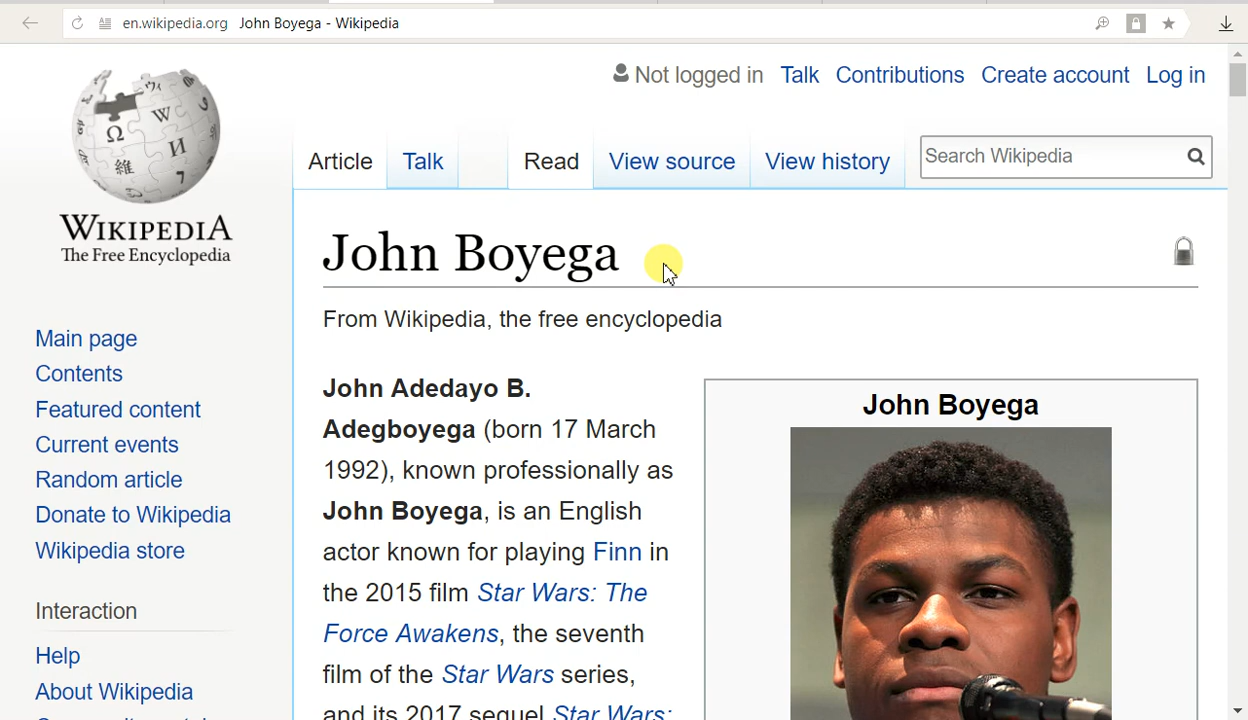 en.wikipedia.org John Boyega - Wikipedia
Not logged in Talk Contributions Create account Log in
Article Talk Read View source View history Search Wikipedia
WIKIPEDIA
The Free Encyclopedia
John Boyega
From Wikipedia, the free encyclopedia
Main page
Contents
Featured content
Current events
Random article
Donate to Wikipedia
Wikipedia store
Interaction
Help
About Wikipedia
John Adedayo B.
Adegboyega (born 17 March
1992), known professionally as
John Boyega, is an English
actor known for playing Finn in
the 2015 film Star Wars: The
Force Awakens, the seventh
film of the Star Wars series,
and its 2017 sequel Star Wars:
John Boyega